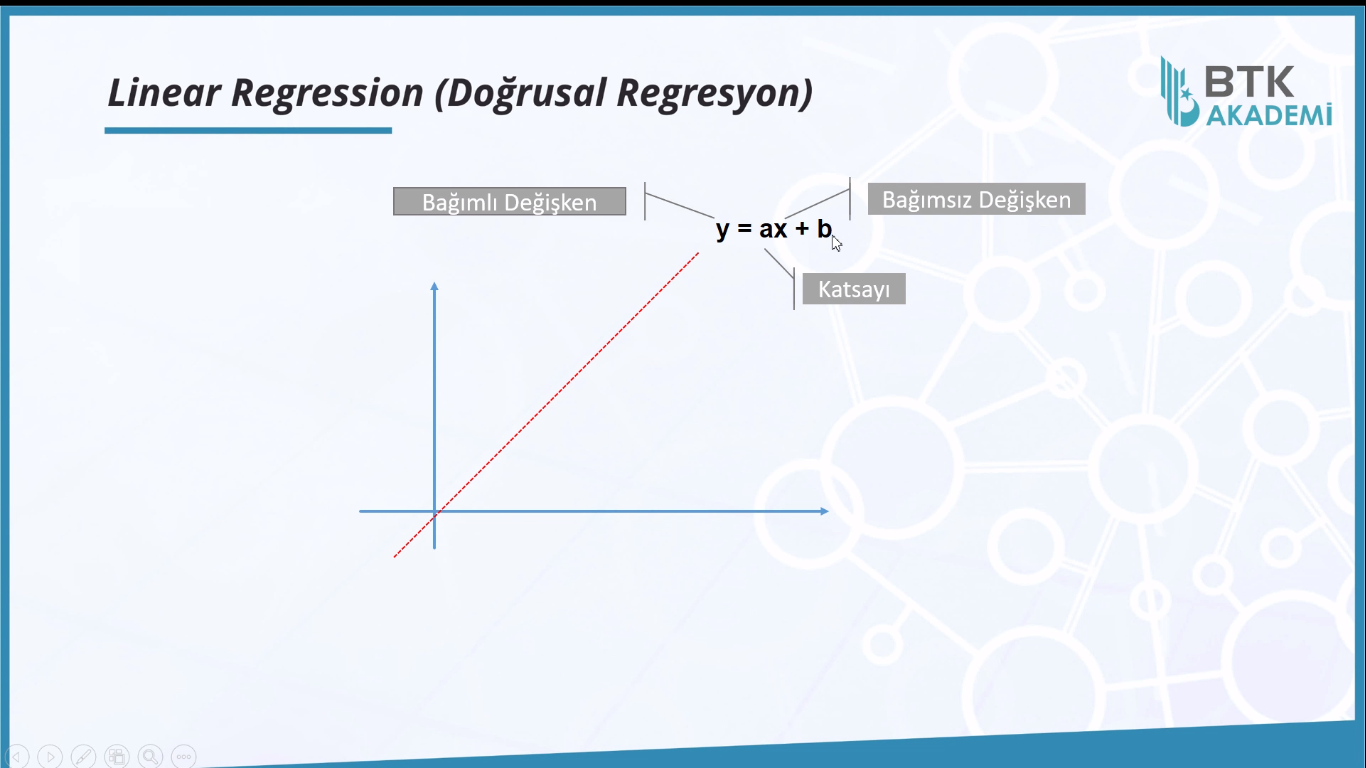 Linear Regression (Doğrusal Regresyon)
BTK
AKADEMİ
Bağımlı Değişken
Bağımsız Değişken
y = ax + b
Katsayı